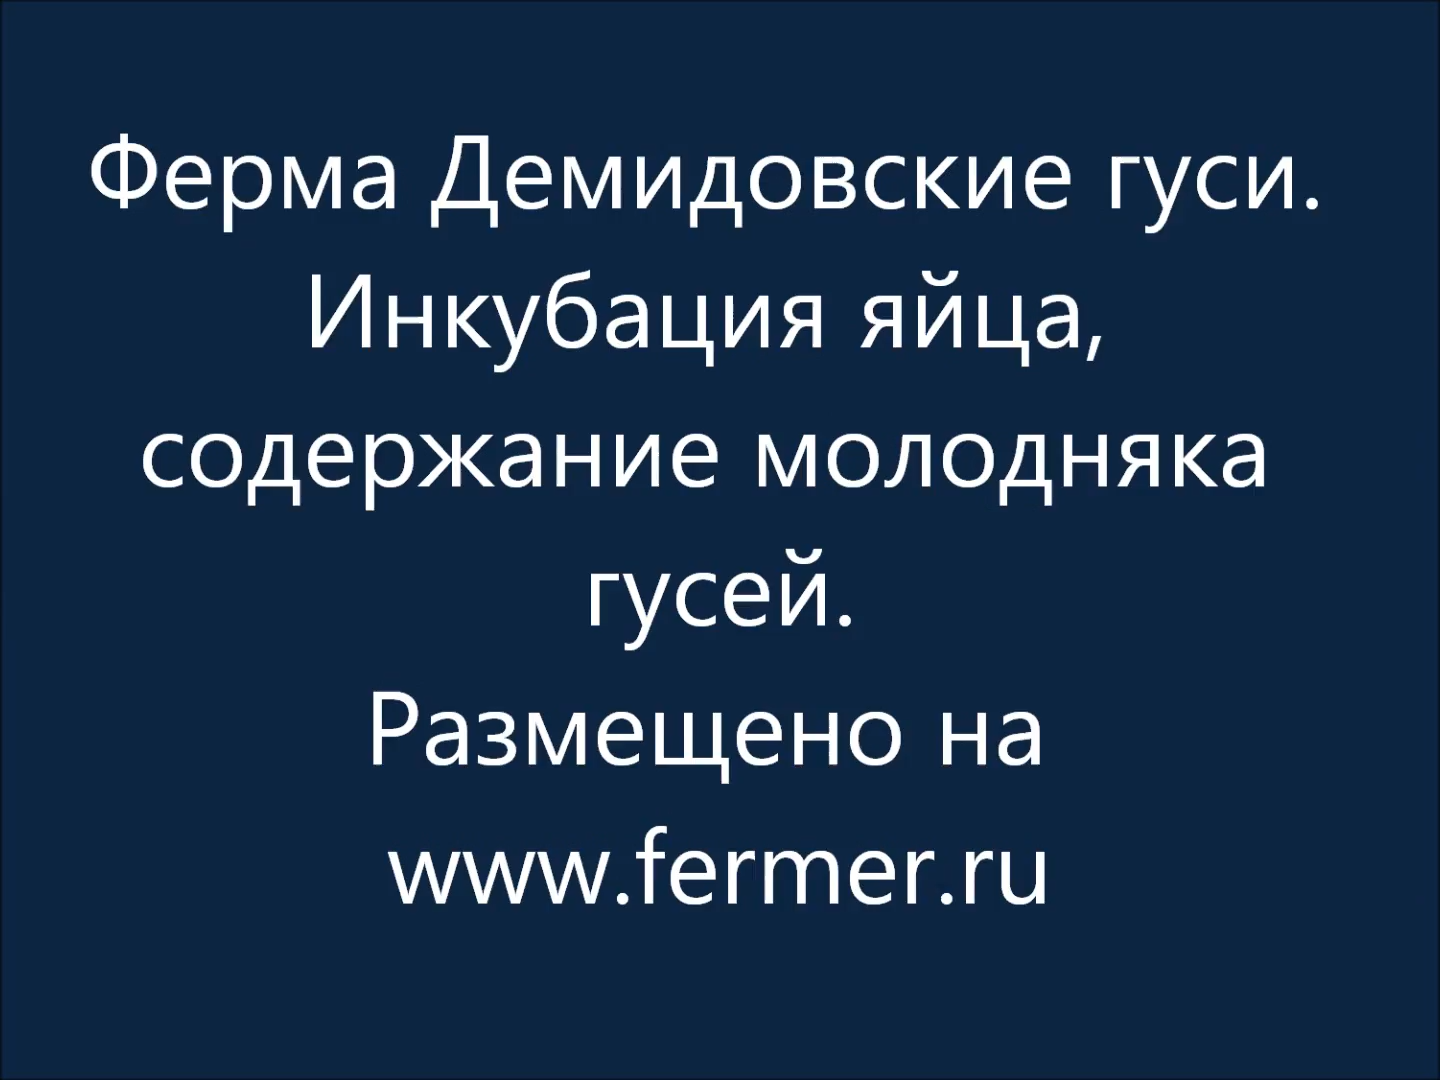 Ферма Демидовские гуси.
Инкубация яйца,
содержание молодняка
гусей.
Размещено на
www.fermer.ru